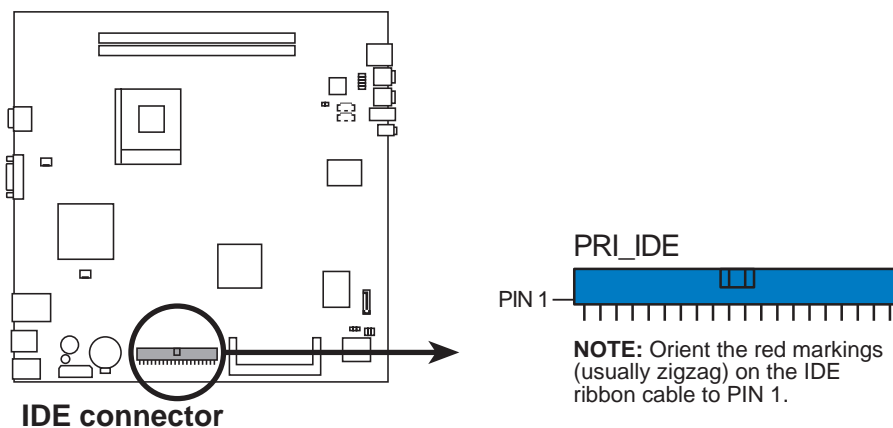 PRI_IDE
PIN 1
NOTE: Orient the red markings
(usually zigzag) on the IDE
ribbon cable to PIN 1.
IDE connector